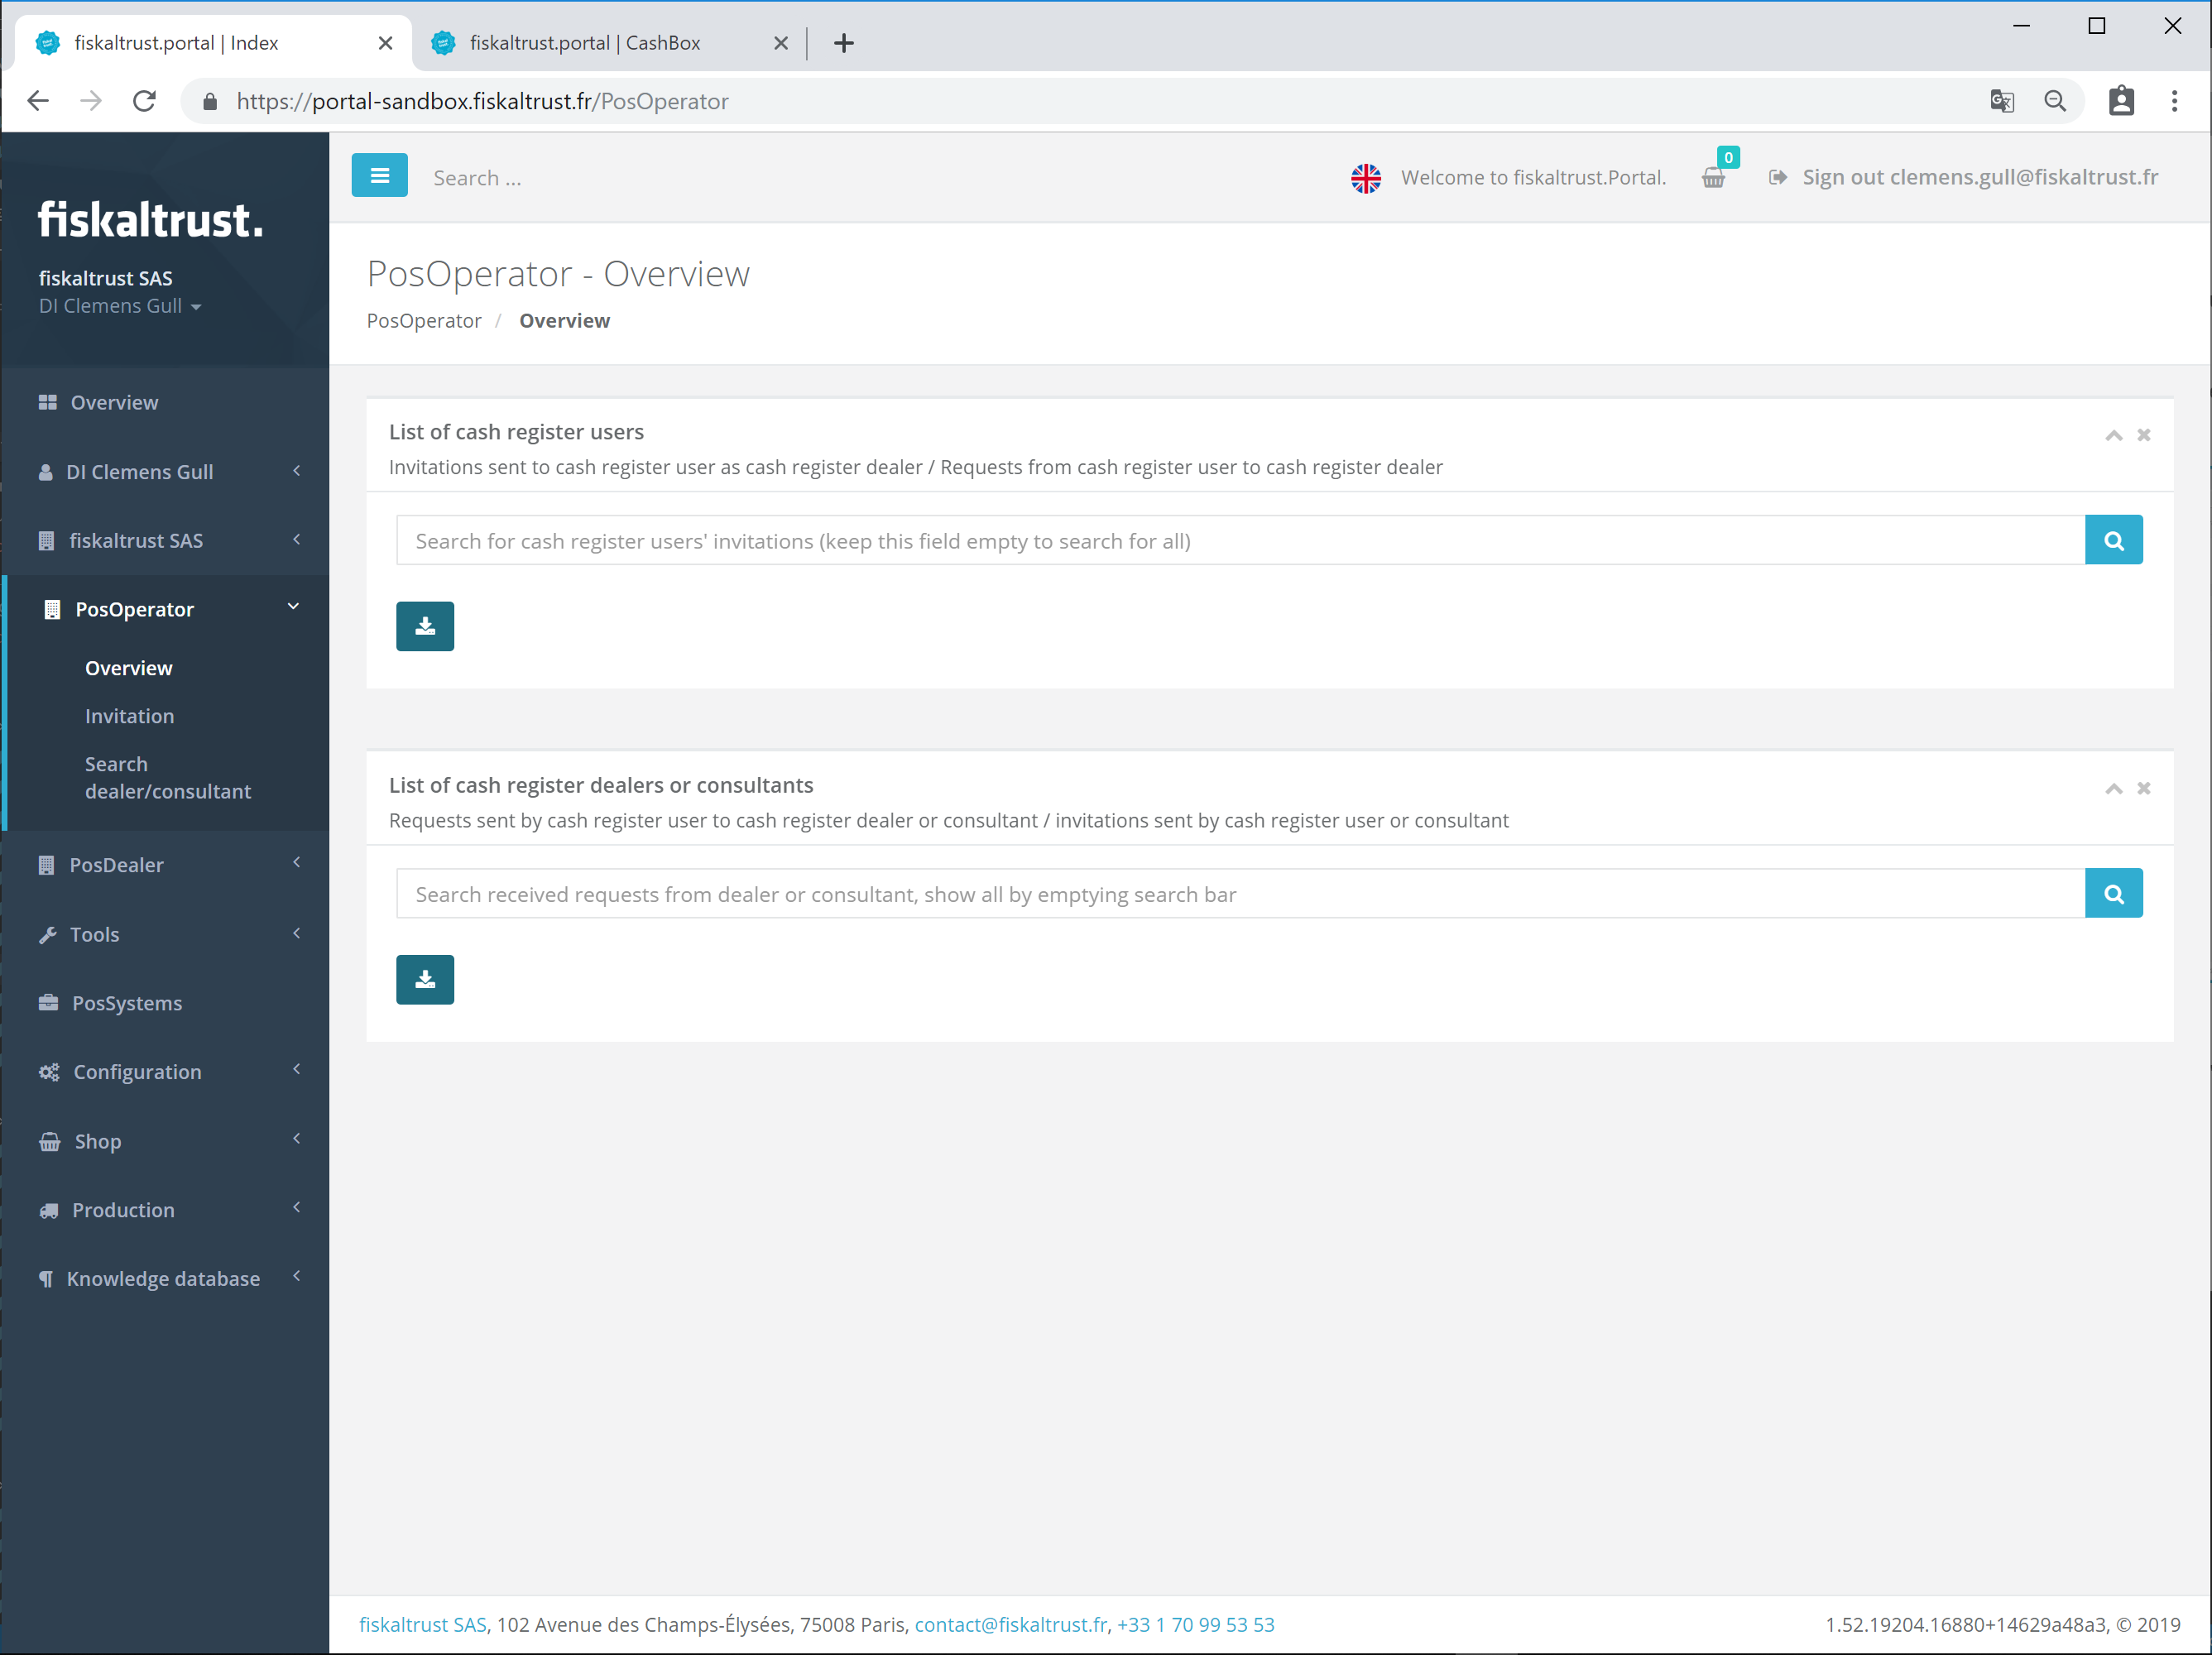 fiskaltrust.portal | Index
fiskaltrust.portal | CashBox
https://portal-sandbox.fiskaltrust.fr/PosOperator
fiskaltrust.
fiskaltrust SAS
DI Clemens Gull
Overview
DI Clemens Gull
fiskaltrust SAS
PosOperator
Overview
Invitation
Search
dealer/consultant
PosDealer
Tools
PosSystems
Configuration
Shop
Production
Knowledge database
Search ...
Welcome to fiskaltrust.Portal.
0
Sign out clemens.gull@fiskaltrust.fr
PosOperator - Overview
PosOperator / Overview
List of cash register users
Invitations sent to cash register user as cash register dealer / Requests from cash register user to cash register dealer
Search for cash register users' invitations (keep this field empty to search for all)
List of cash register dealers or consultants
Requests sent by cash register user to cash register dealer or consultant / invitations sent by cash register user or consultant
Search received requests from dealer or consultant, show all by emptying search bar
fiskaltrust SAS, 102 Avenue des Champs-Élysées, 75008 Paris, contact@fiskaltrust.fr, +33 1 70 99 53 53
1.52.19204.16880+14629a48a3, © 2019